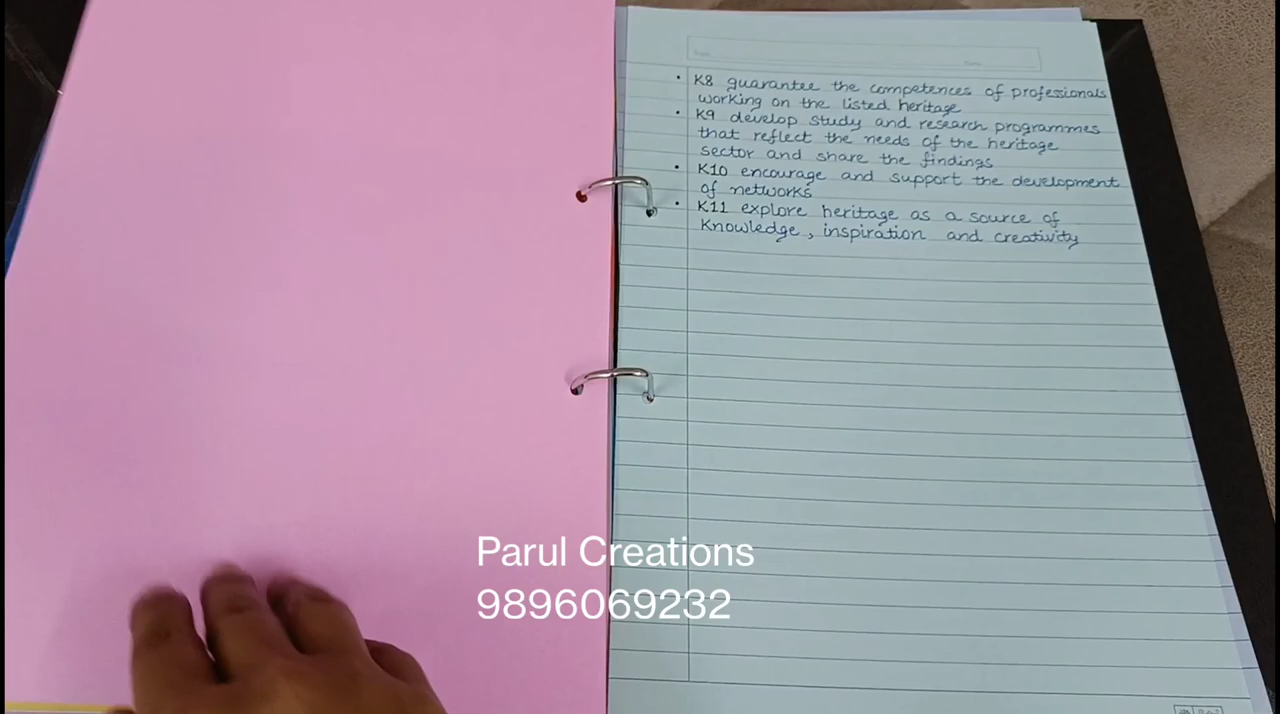 • K8 guarantee the competences of professionals
working on the listed heritage
• K9 develop study and research programmes
that reflect the needs of the heritage
sector and share the findings
• K10 encourage and support the development
of networks
• K11 explore heritage as a source of
knowledge, inspiration and creativity
Parul Creations
9896069232